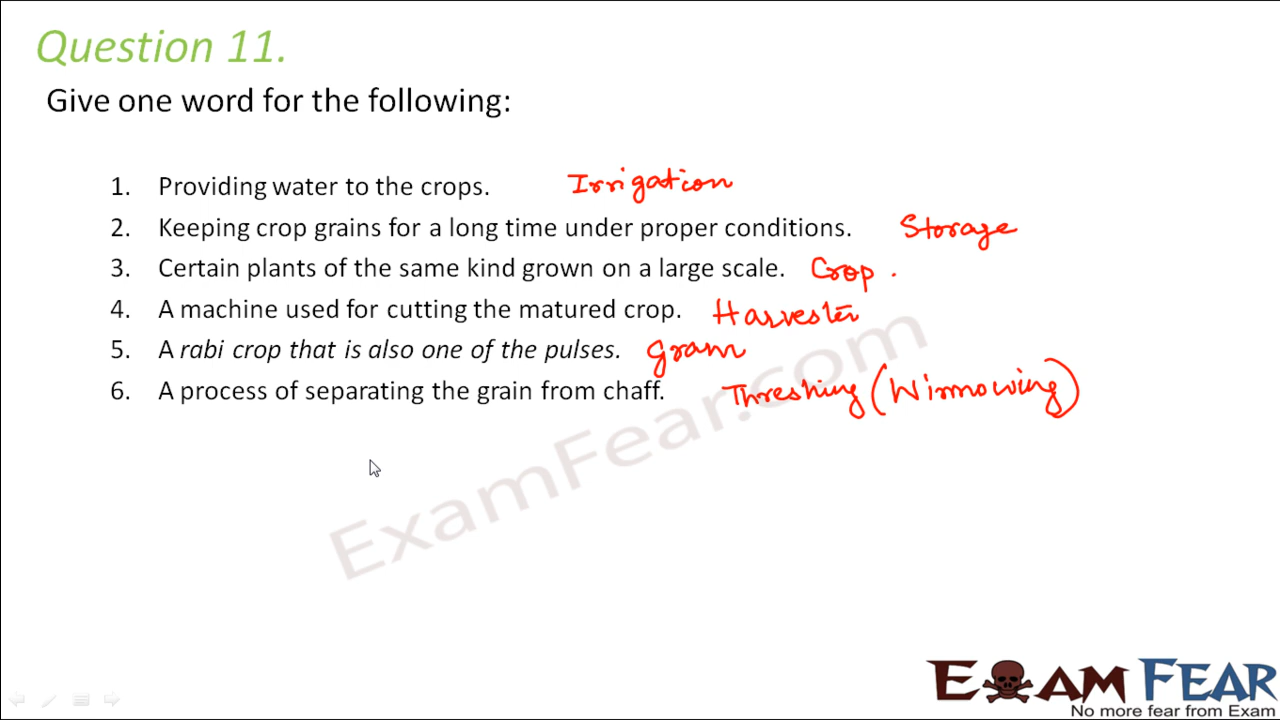 Question 11.
Give one word for the following:
1. Providing water to the crops. Irrigation
2. Keeping crop grains for a long time under proper conditions. Storage
3. Certain plants of the same kind grown on a large scale. Crop .
4. A machine used for cutting the matured crop. Harvester
5. A rabi crop that is also one of the pulses. Gram
6. A process of separating the grain from chaff. Threshing (Winnowing)
ExamFear.com
EXAM FEAR
No more fear from Exam